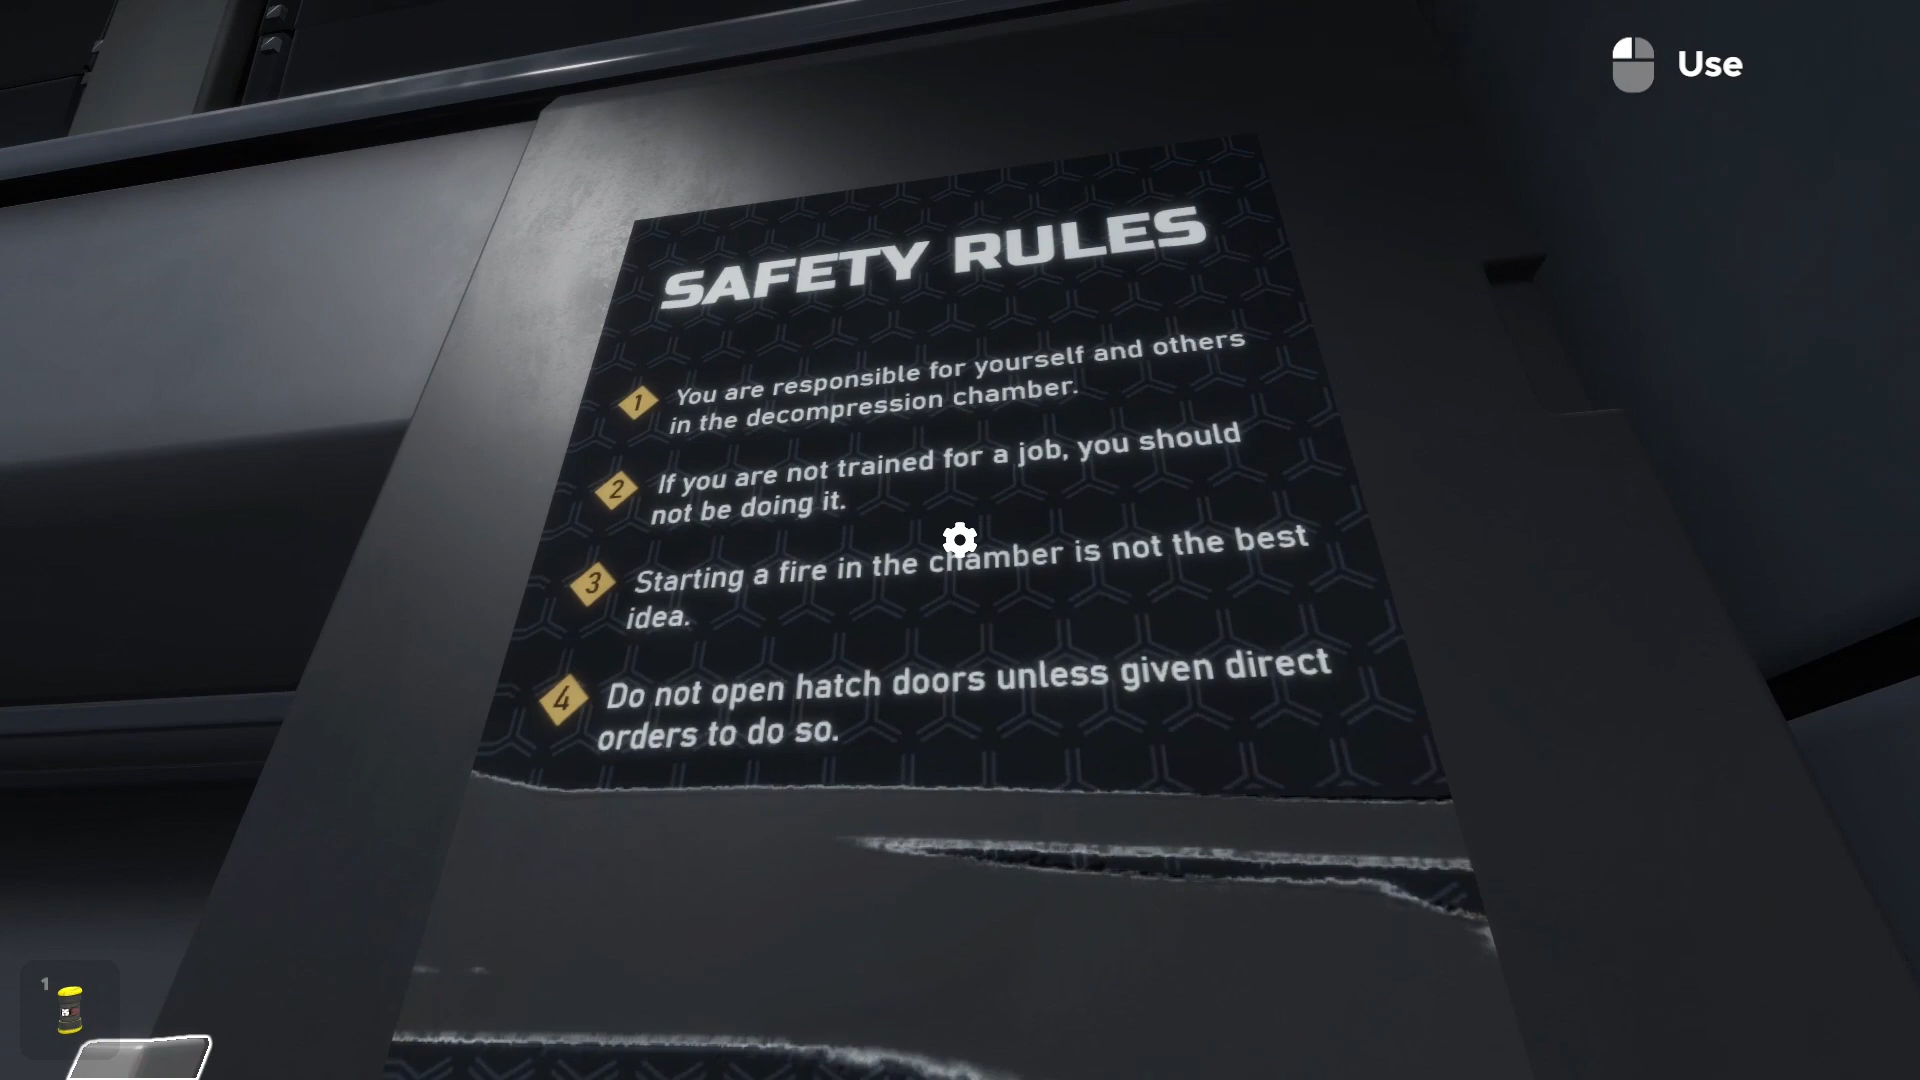 Use
SAFETY RULES
1 You are responsible for yourself and others
in the decompression chamber.
2 If you are not trained for a job, you should
not be doing it.
3 Starting a fire in the chamber is not the best
idea.
4 Do not open hatch doors unless given direct
orders to do so.
1